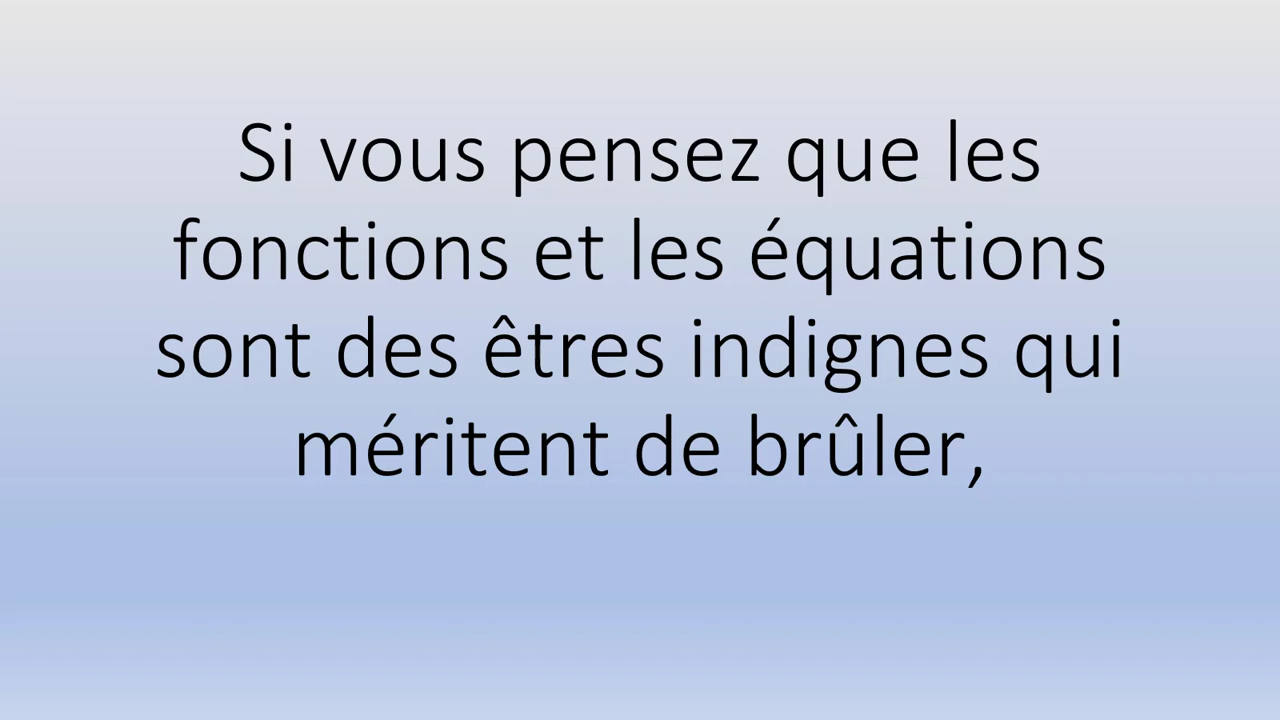 Si vous pensez que les
fonctions et les équations
sont des êtres indignes qui
méritent de brûler,